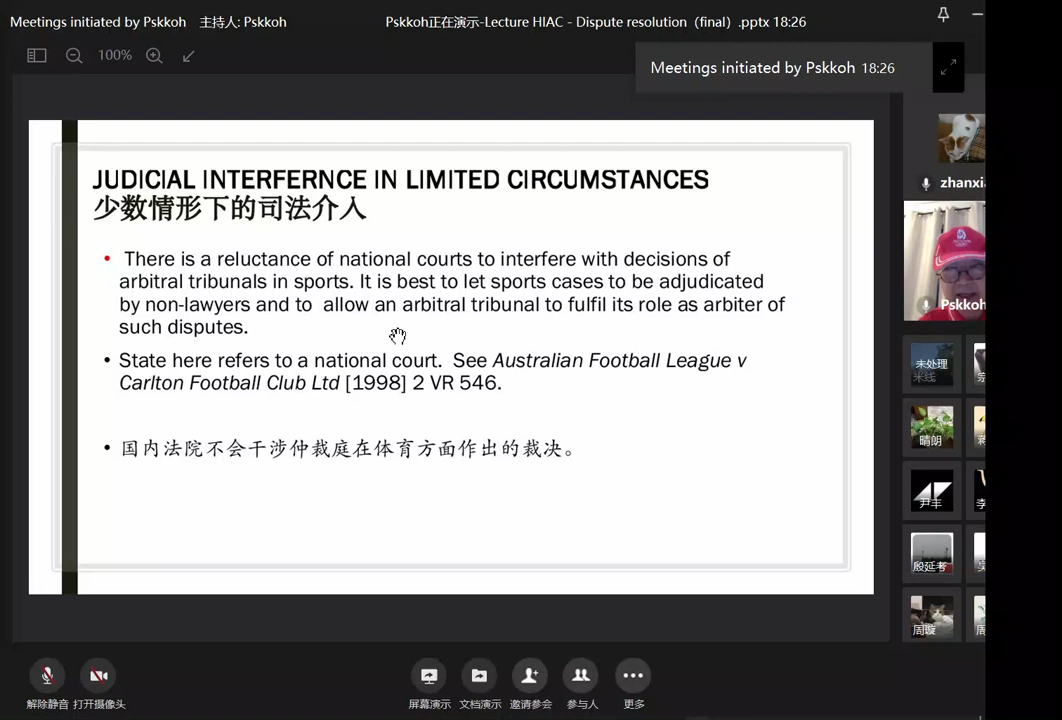 Meetings initiated by Pskkoh 主持人: Pskkoh
Pskkoh正在演示-Lecture HIAC - Dispute resolution（final）.pptx 18:26
100%
Meetings initiated by Pskkoh 18:26
JUDICIAL INTERFERNCE IN LIMITED CIRCUMSTANCES
少数情形下的司法介入
• There is a reluctance of national courts to interfere with decisions of
arbitral tribunals in sports. It is best to let sports cases to be adjudicated
by non-lawyers and to allow an arbitral tribunal to fulfil its role as arbiter of
such disputes.
• State here refers to a national court. See Australian Football League v
Carlton Football Club Ltd [1998] 2 VR 546.
• 国内法院不会干涉仲裁庭在体育方面作出的裁决。
zhanxia
Pskkoh
未处理
米线
晴朗
尹丰
殷延考
周璇
周
解除静音 打开摄像头 屏幕演示 文档演示 邀请参会 参与人 更多